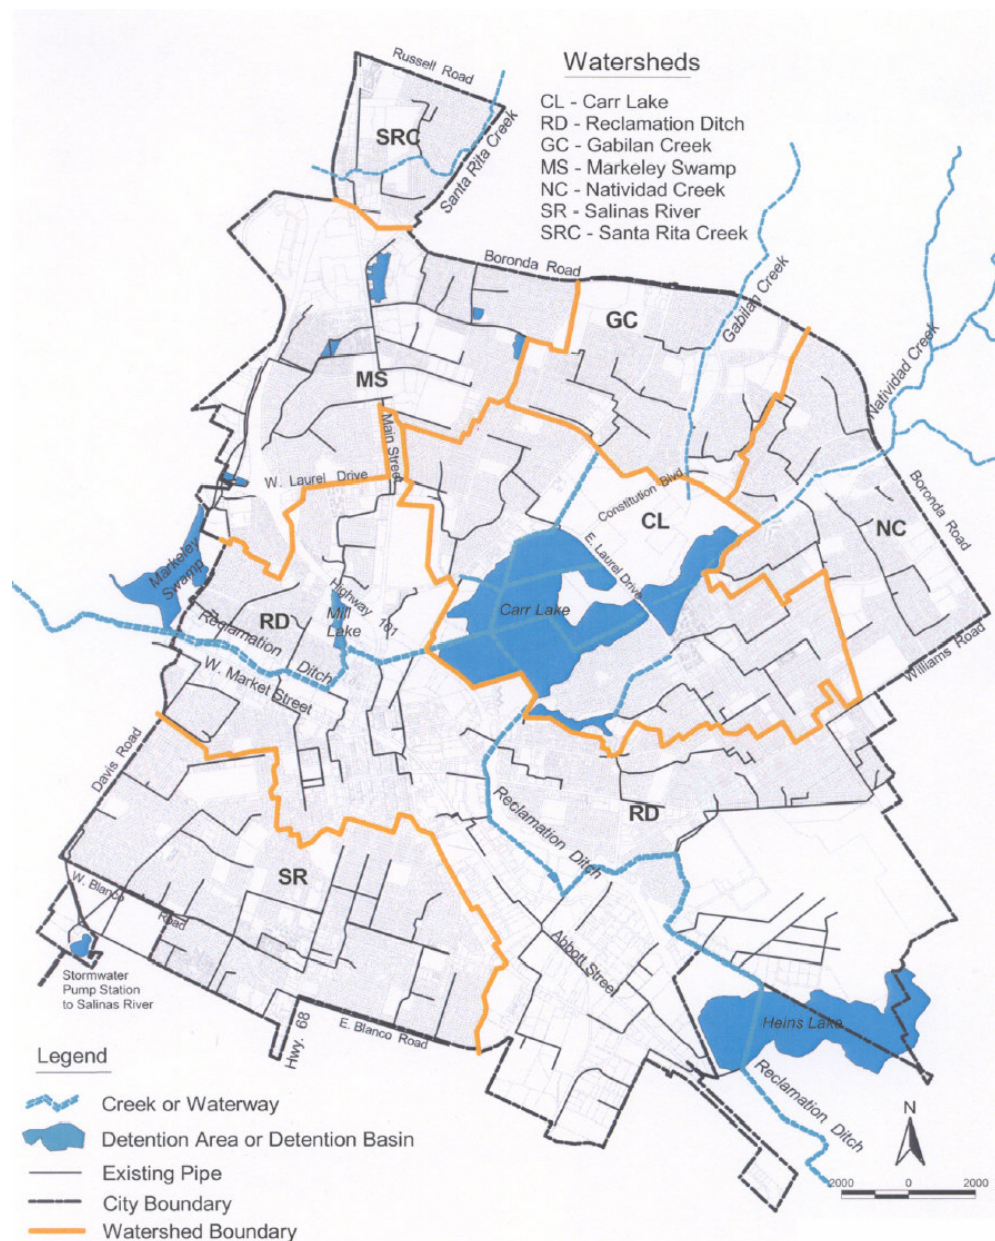 Watersheds
CL - Carr Lake
RD - Reclamation Ditch
GC - Gabilan Creek
MS - Markeley Swamp
NC - Natividad Creek
SR - Salinas River
SRC - Santa Rita Creek
Russell Road
SRC
Santa Rita Creek
Boronda Road
GC
Gabilan Creek
Natividad Creek
MS
Main Street
W. Laurel Drive
Constitution Blvd
CL
Boronda Road
NC
E. Laurel Drive
Markeley
Swamp
Highway 101
Mill
Lake
Carr Lake
RD
Reclamation Ditch
W. Market Street
Williams Road
Davis Road
Reclamation Ditch
RD
SR
W. Blanco Road
Abbott Street
Stormwater
Pump Station
to Salinas River
Hwy. 68
E. Blanco Road
Heins Lake
Reclamation Ditch
Legend
Creek or Waterway
Detention Area or Detention Basin
Existing Pipe
City Boundary
Watershed Boundary
N
2000 0 2000